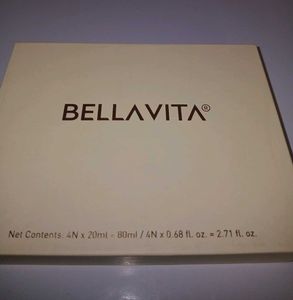 BELLAVITA®
Net Contents: 4N x 20ml - 80ml / 4N x 0.68 fl. oz. = 2.71 fl. oz.